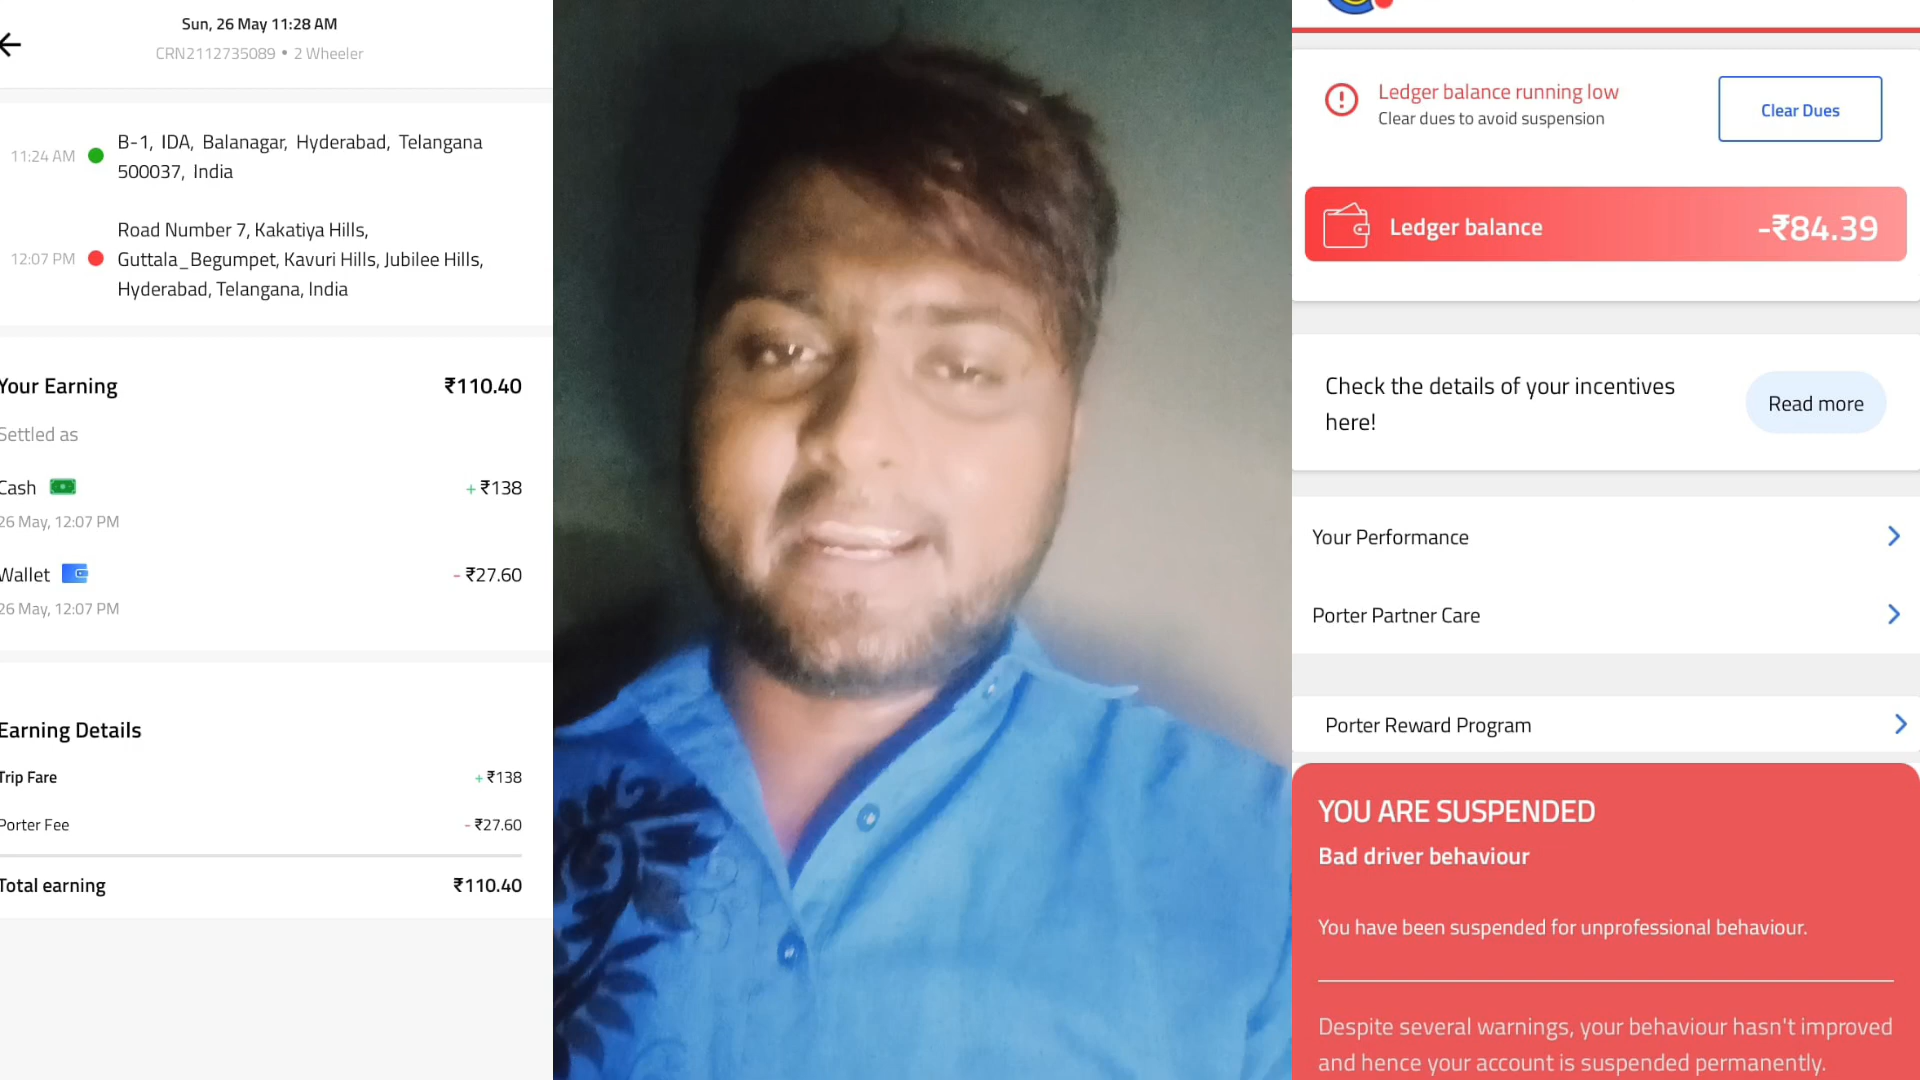 Sun, 26 May 11:28 AM
CRN2112735089 • 2 Wheeler
11:24 AM
B-1, IDA, Balanagar, Hyderabad, Telangana
500037, India
12:07 PM
Road Number 7, Kakatiya Hills,
Guttala_Begumpet, Kavuri Hills, Jubilee Hills,
Hyderabad, Telangana, India
Your Earning ₹110.40
Settled as
Cash + ₹138
26 May, 12:07 PM
Wallet - ₹27.60
26 May, 12:07 PM
Earning Details
Trip Fare + ₹138
Porter Fee - ₹27.60
Total earning ₹110.40
Ledger balance running low
Clear dues to avoid suspension
Clear Dues
Ledger balance -₹84.39
Check the details of your incentives
here!
Read more
Your Performance
Porter Partner Care
Porter Reward Program
YOU ARE SUSPENDED
Bad driver behaviour
You have been suspended for unprofessional behaviour.
Despite several warnings, your behaviour hasn't improved
and hence your account is suspended permanently.